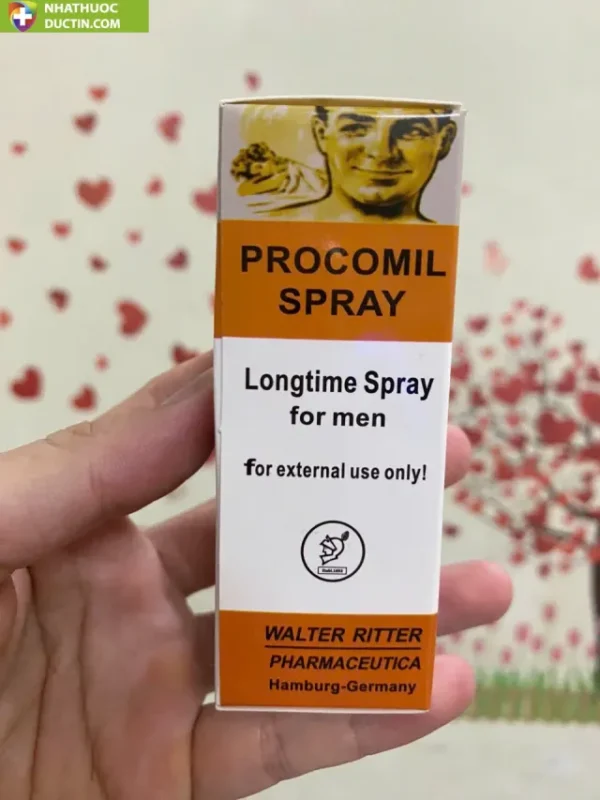 NHATHUOC
DUCTIN.COM
PROCOMIL
SPRAY
Longtime Spray
for men
for external use only!
WALTER RITTER
PHARMACEUTICA
Hamburg-Germany